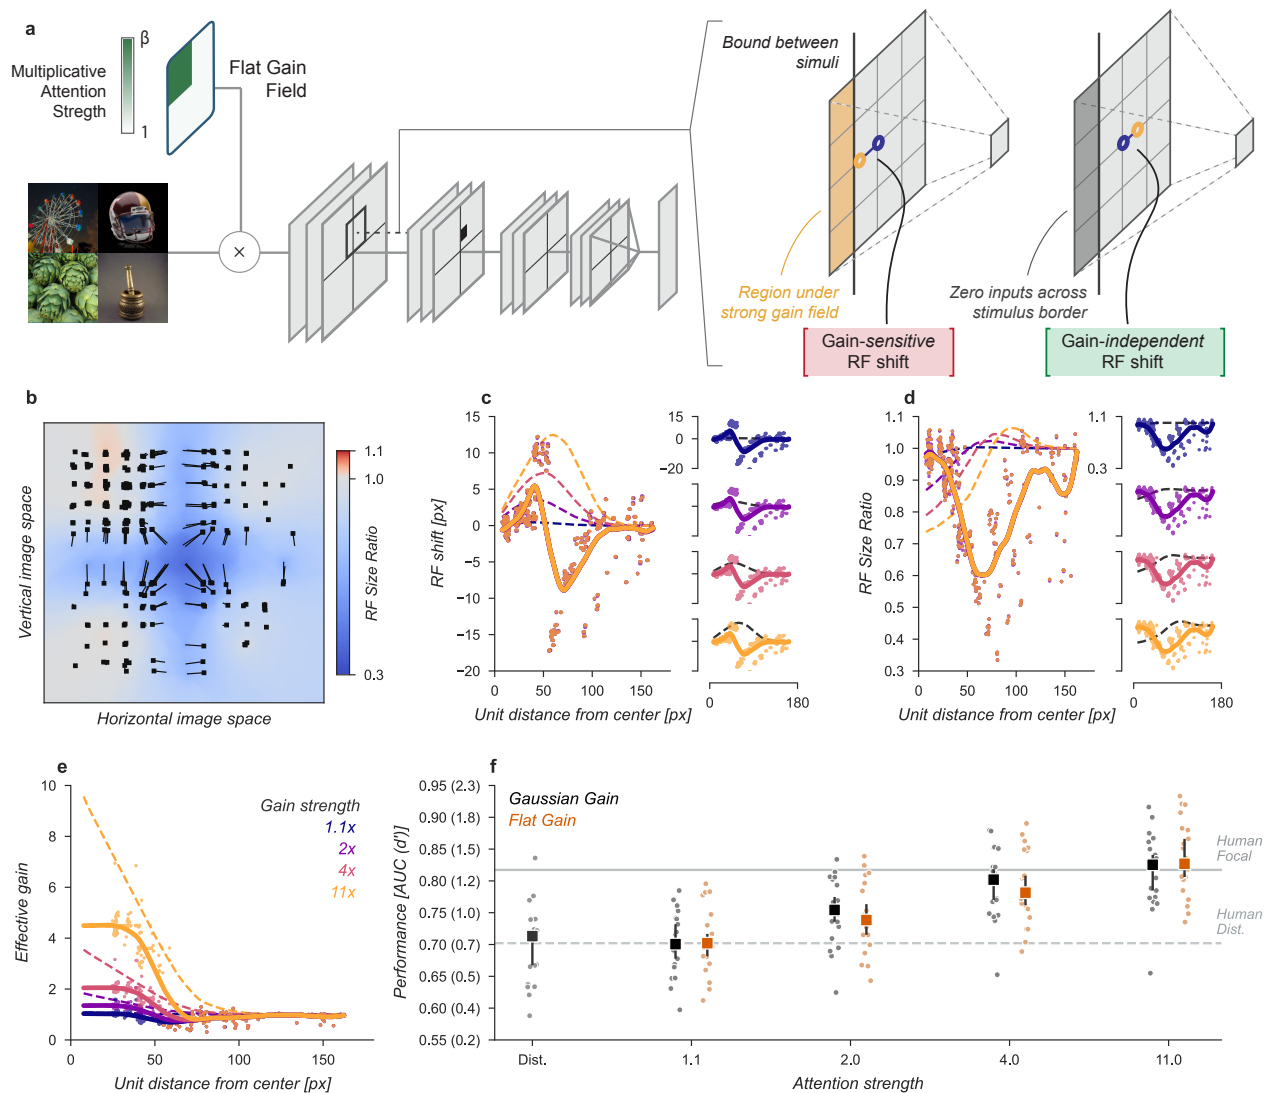 a
β
Multiplicative
Attention
Stregth
1
Flat Gain
Field
×
Bound between
simuli
Region under
strong gain field
Zero inputs across
stimulus border
Gain-sensitive
RF shift
Gain-independent
RF shift
b
Vertical image space
Horizontal image space
1.1
1.0
0.3
RF Size Ratio
c
15
10
5
0
−5
−10
−15
−20
RF shift [px]
0
50
100
150
Unit distance from center [px]
15
0
−20
0
180
d
1.1
1.0
0.9
0.8
0.7
0.6
0.5
0.4
0.3
RF Size Ratio
0
50
100
150
Unit distance from center [px]
1.1
0.3
0
180
e
10
8
6
4
2
0
Effective gain
Gain strength
1.1x
2x
4x
11x
0
50
100
150
Unit distance from center [px]
f
0.95 (2.3)
0.90 (1.8)
0.85 (1.5)
0.80 (1.2)
0.75 (1.0)
0.70 (0.7)
0.65 (0.5)
0.60 (0.4)
0.55 (0.2)
Performance [AUC (d')]
Gaussian Gain
Flat Gain
Human
Focal
Human
Dist.
Dist.
1.1
2.0
4.0
11.0
Attention strength